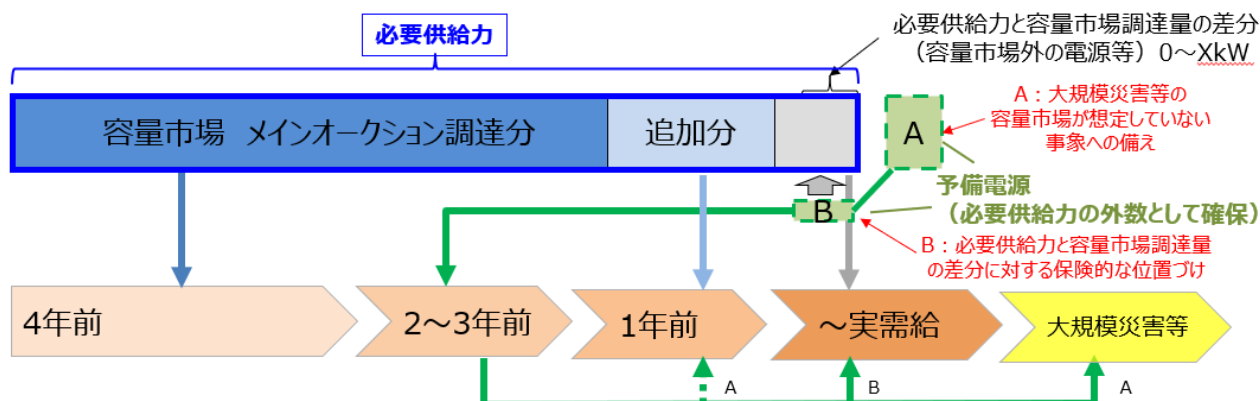 必要供給力
必要供給力と容量市場調達量の差分
（容量市場外の電源等）0～XkW
容量市場 メインオークション調達分
追加分
A
A：大規模災害等の
容量市場が想定していない
事象への備え
予備電源
（必要供給力の外数として確保）
B
B：必要供給力と容量市場調達量
の差分に対する保険的な位置づけ
4年前
2～3年前
1年前
～実需給
大規模災害等
A
B
A